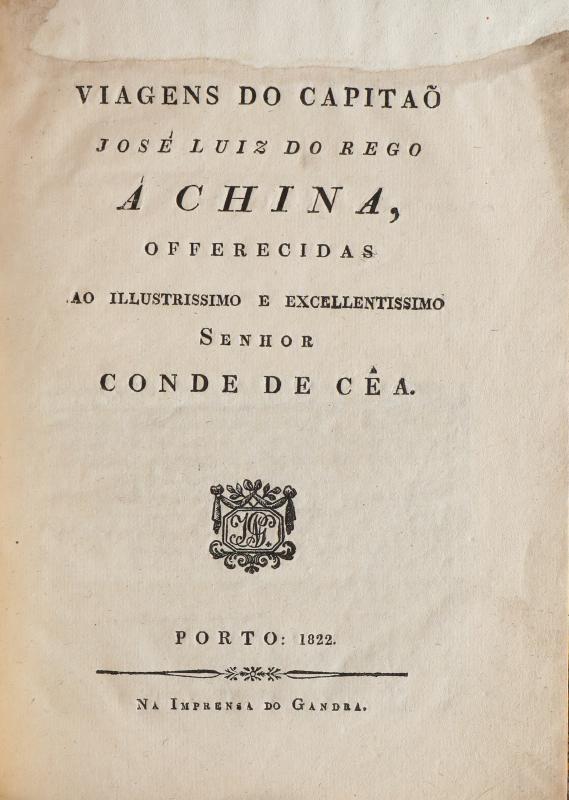 VIAGENS DO CAPITAÕ
JOSÉ LUIZ DO REGO
Á CHINA,
OFFERECIDAS
AO ILLUSTRISSIMO E EXCELLENTISSIMO
SENHOR
CONDE DE CÊA.
PORTO: 1822.
NA IMPRENSA DO GANDRA.